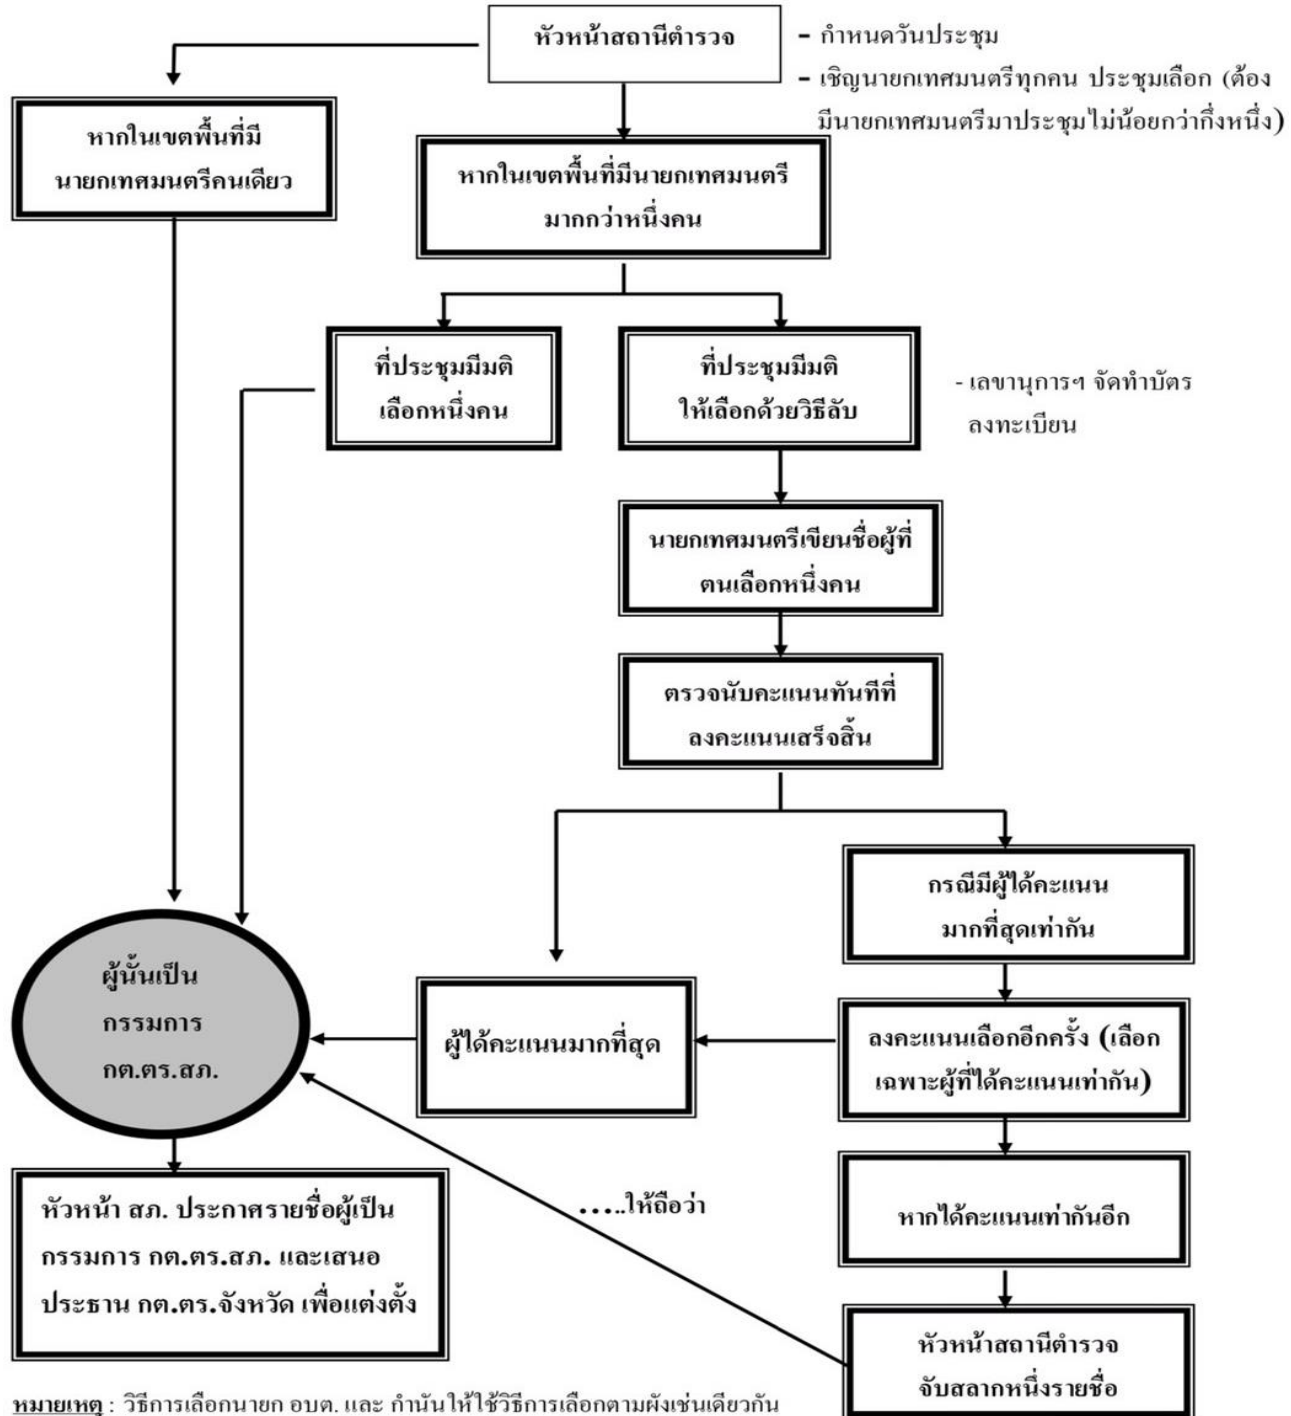 หัวหน้าสถานีตำรวจ
- กำหนดวันประชุม
- เชิญนายกเทศมนตรีทุกคน ประชุมเลือก (ต้อง
มีนายกเทศมนตรีมาประชุมไม่น้อยกว่ากึ่งหนึ่ง)
หากในเขตพื้นที่มี
นายกเทศมนตรีคนเดียว
หากในเขตพื้นที่มีนายกเทศมนตรี
มากกว่าหนึ่งคน
ที่ประชุมมีมติ
เลือกหนึ่งคน
ที่ประชุมมีมติ
ให้เลือกด้วยวิธีลับ
- เลขานุการฯ จัดทำบัตร
ลงทะเบียน
นายกเทศมนตรีเขียนชื่อผู้ที่
ตนเลือกหนึ่งคน
ตรวจนับคะแนนทันทีที่
ลงคะแนนเสร็จสิ้น
กรณีมีผู้ได้คะแนน
มากที่สุดเท่ากัน
ผู้นั้นเป็น
กรรมการ
กต.ตร.สภ.
ผู้ได้คะแนนมากที่สุด
ลงคะแนนเลือกอีกครั้ง (เลือก
เฉพาะผู้ที่ได้คะแนนเท่ากัน)
หัวหน้า สภ. ประกาศรายชื่อผู้เป็น
กรรมการ กต.ตร.สภ. และเสนอ
ประธาน กต.ตร.จังหวัด เพื่อแต่งตั้ง
.....ให้ถือว่า
หากได้คะแนนเท่ากันอีก
หัวหน้าสถานีตำรวจ
จับสลากหนึ่งรายชื่อ
หมายเหตุ : วิธีการเลือกนายก อบต. และ กำนันให้ใช้วิธีการเลือกตามผังเช่นเดียวกัน